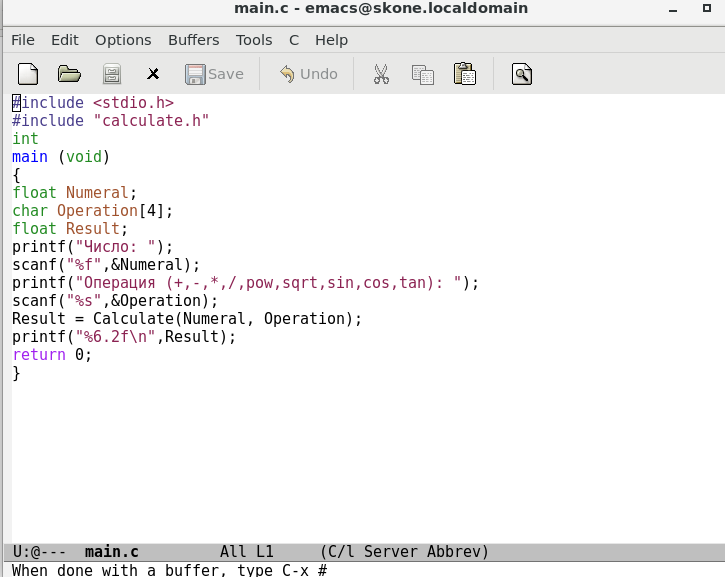 main.c - emacs@skone.localdomain
File Edit Options Buffers Tools C Help
Save Undo
#include <stdio.h>
#include "calculate.h"
int
main (void)
{
float Numeral;
char Operation[4];
float Result;
printf("Число: ");
scanf("%f",&Numeral);
printf("Операция (+,-,*,/,pow,sqrt,sin,cos,tan): ");
scanf("%s",&Operation);
Result = Calculate(Numeral, Operation);
printf("%6.2f\n",Result);
return 0;
}
U:@--- main.c All L1 (C/l Server Abbrev)
When done with a buffer, type C-x #